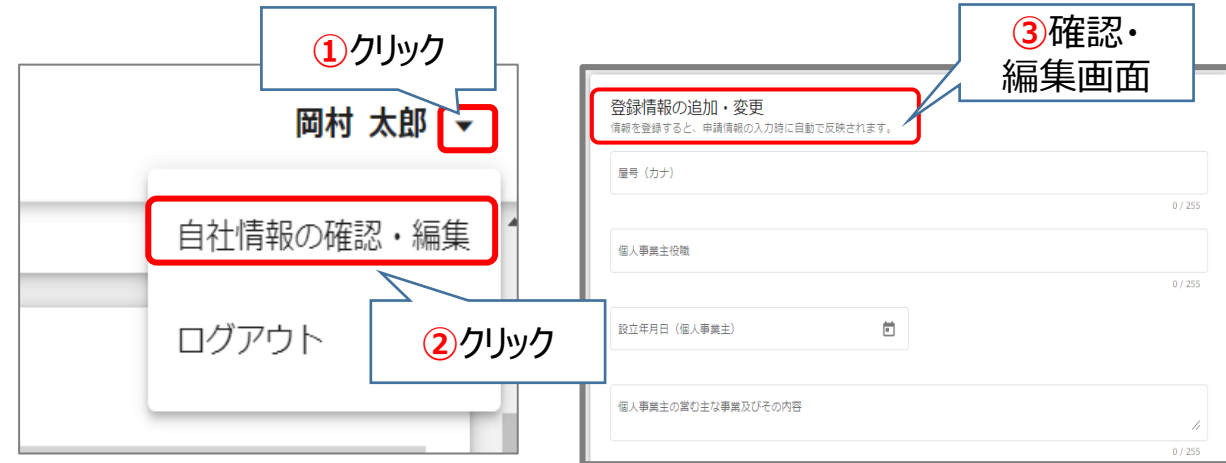 ①クリック
岡村 太郎
自社情報の確認・編集
ログアウト
②クリック
③確認・
編集画面
登録情報の追加・変更
情報を登録すると、申請情報の入力時に自動で反映されます。
屋号（カナ）
0 / 255
個人事業主役職
0 / 255
設立年月日（個人事業主）
個人事業主の営む主な事業及びその内容
0 / 255